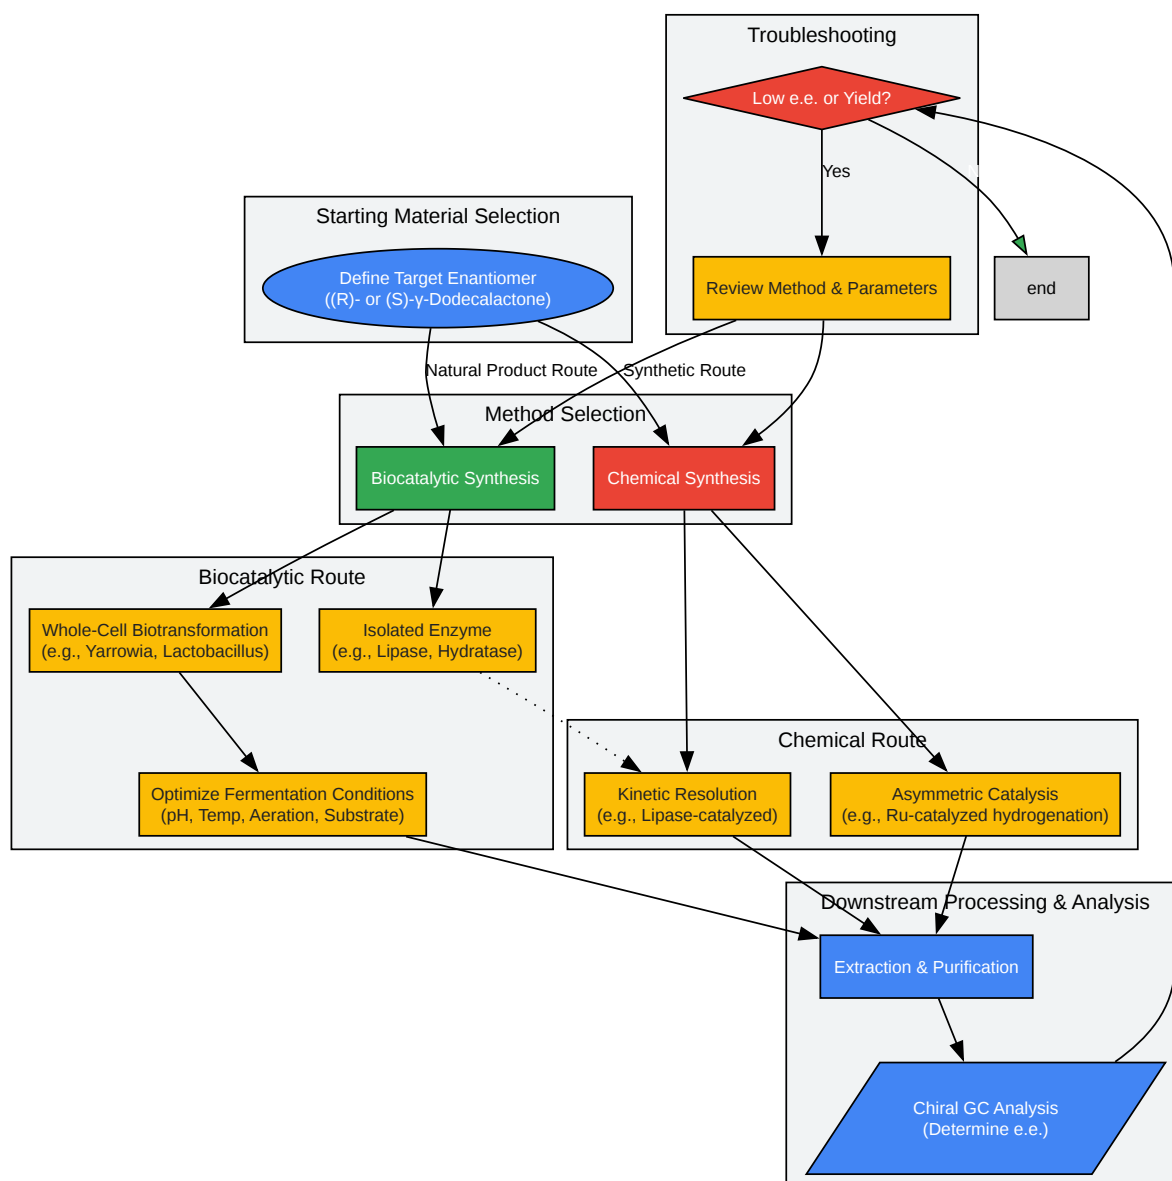 Troubleshooting
Low e.e. or Yield?
Yes
Starting Material Selection
Define Target Enantiomer
((R)- or (S)-γ-Dodecalactone)
Review Method & Parameters
end
Natural Product Route
Synthetic Route
Method Selection
Biocatalytic Synthesis
Chemical Synthesis
Biocatalytic Route
Whole-Cell Biotransformation
(e.g., Yarrowia, Lactobacillus)
Isolated Enzyme
(e.g., Lipase, Hydratase)
Chemical Route
Optimize Fermentation Conditions
(pH, Temp, Aeration, Substrate)
Kinetic Resolution
(e.g., Lipase-catalyzed)
Asymmetric Catalysis
(e.g., Ru-catalyzed hydrogenation)
Downstream Processing & Analysis
Extraction & Purification
Chiral GC Analysis
(Determine e.e.)